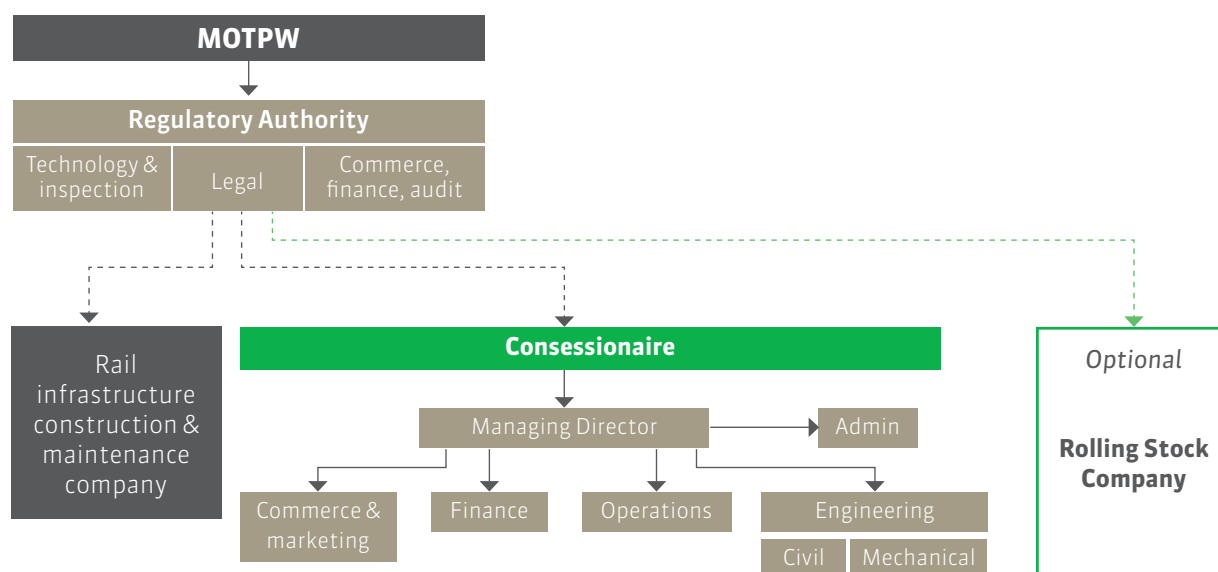 MOTPW
Regulatory Authority
Technology &
inspection
Legal
Commerce,
finance, audit
Rail
infrastructure
construction &
maintenance
company
Consessionaire
Managing Director
Admin
Commerce &
marketing
Finance
Operations
Engineering
Civil
Mechanical
Optional
Rolling Stock
Company